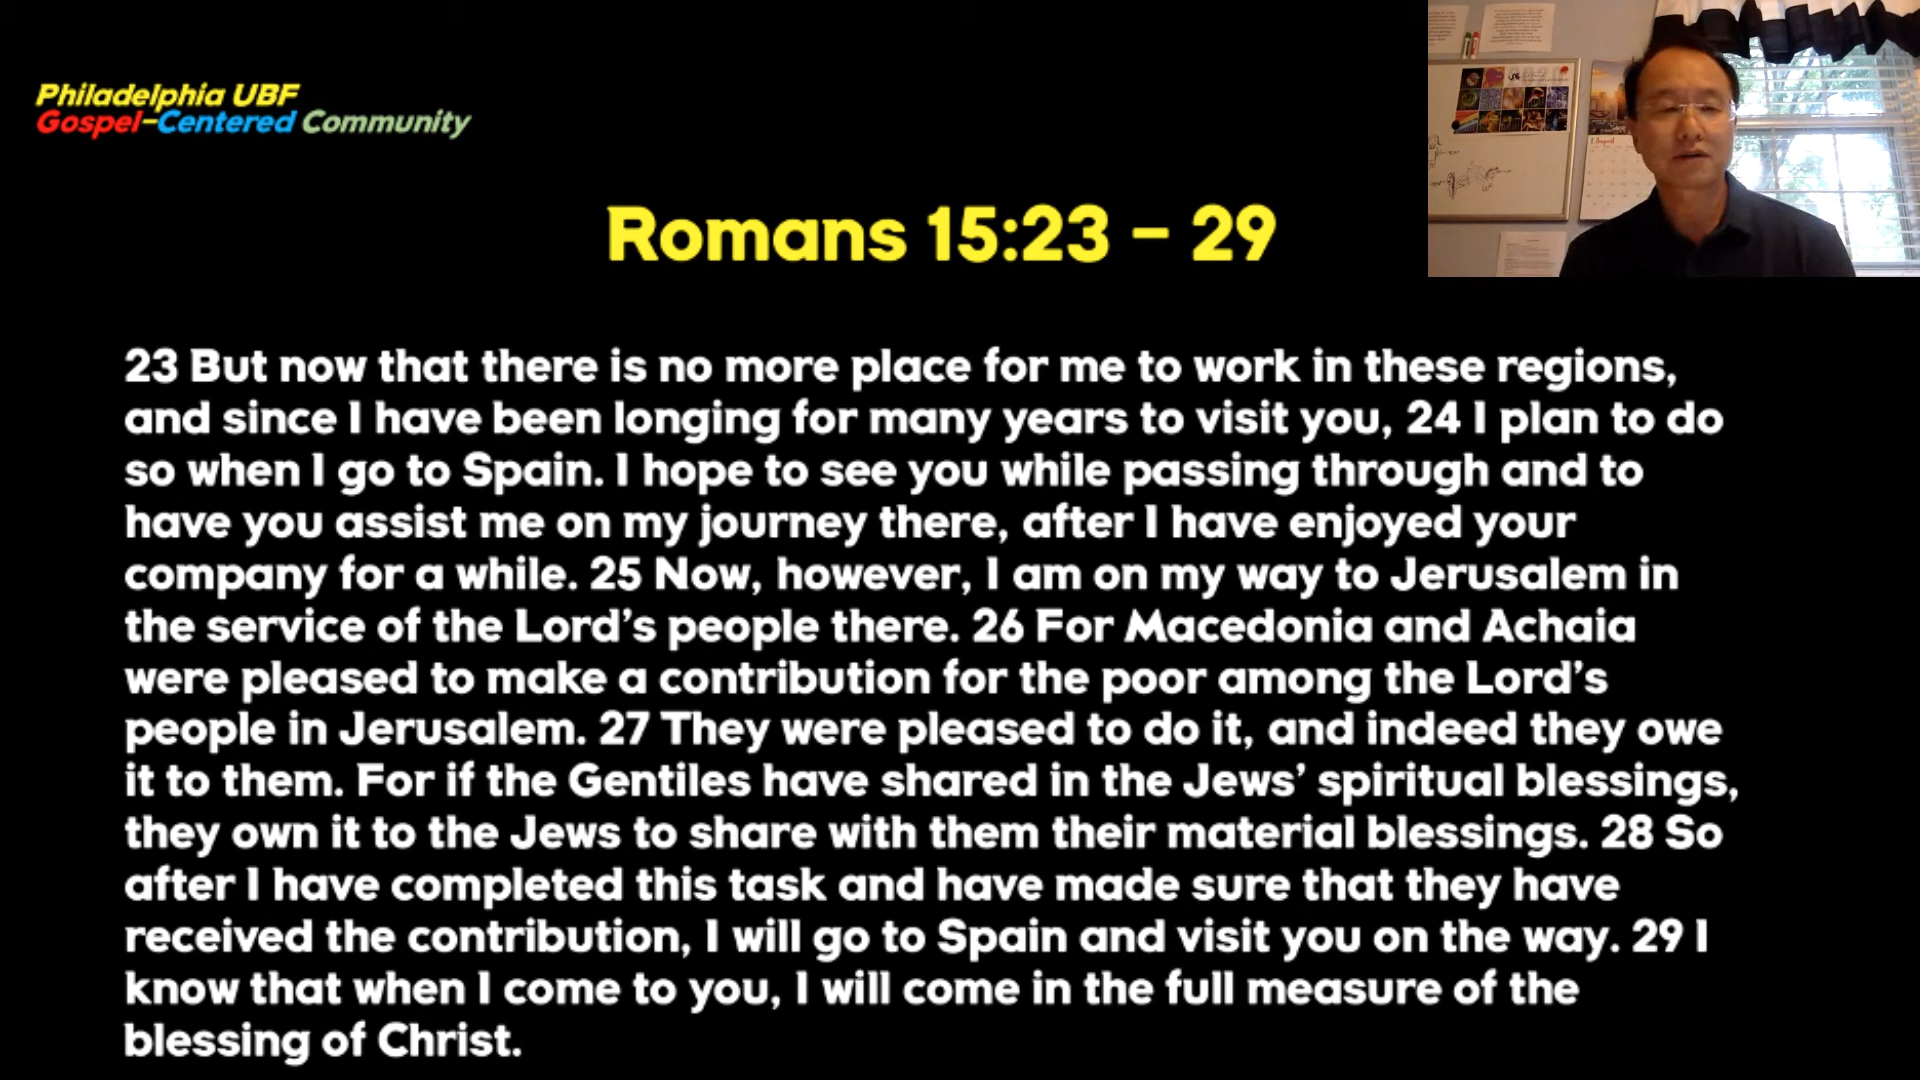 Philadelphia UBF
Gospel-Centered Community
Romans 15:23 – 29
23 But now that there is no more place for me to work in these regions,
and since I have been longing for many years to visit you, 24 I plan to do
so when I go to Spain. I hope to see you while passing through and to
have you assist me on my journey there, after I have enjoyed your
company for a while. 25 Now, however, I am on my way to Jerusalem in
the service of the Lord’s people there. 26 For Macedonia and Achaia
were pleased to make a contribution for the poor among the Lord’s
people in Jerusalem. 27 They were pleased to do it, and indeed they owe
it to them. For if the Gentiles have shared in the Jews’ spiritual blessings,
they own it to the Jews to share with them their material blessings. 28 So
after I have completed this task and have made sure that they have
received the contribution, I will go to Spain and visit you on the way. 29 I
know that when I come to you, I will come in the full measure of the
blessing of Christ.